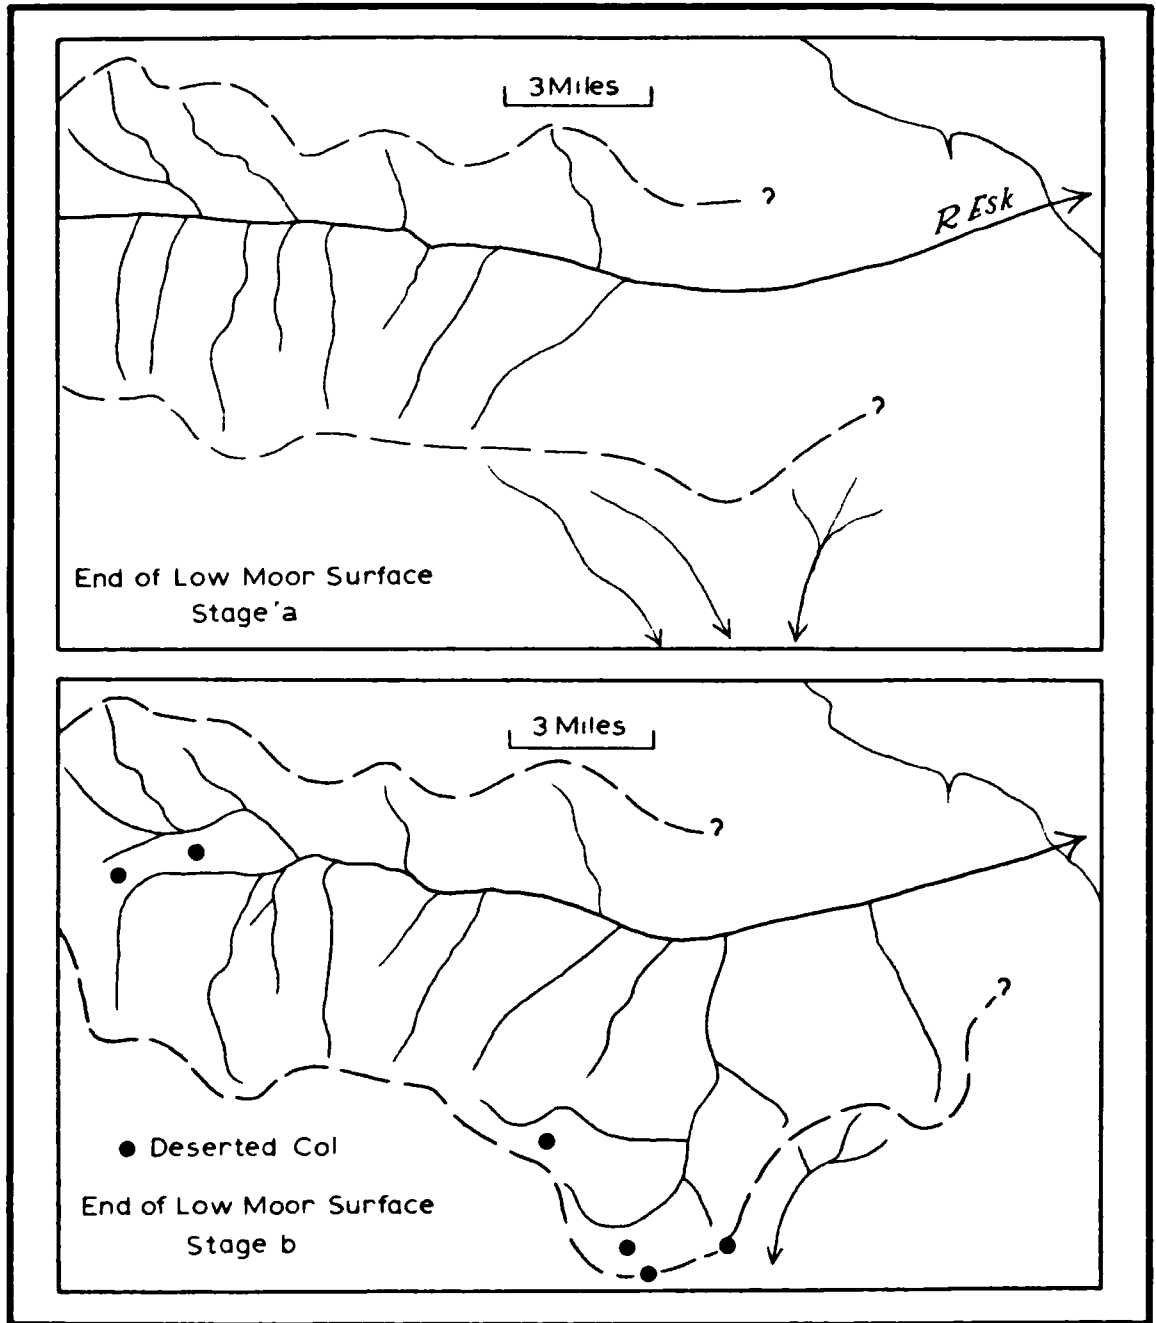 3 Miles
?
R Esk
?
End of Low Moor Surface
Stage 'a
3 Miles
?
?
Deserted Col
End of Low Moor Surface
Stage b